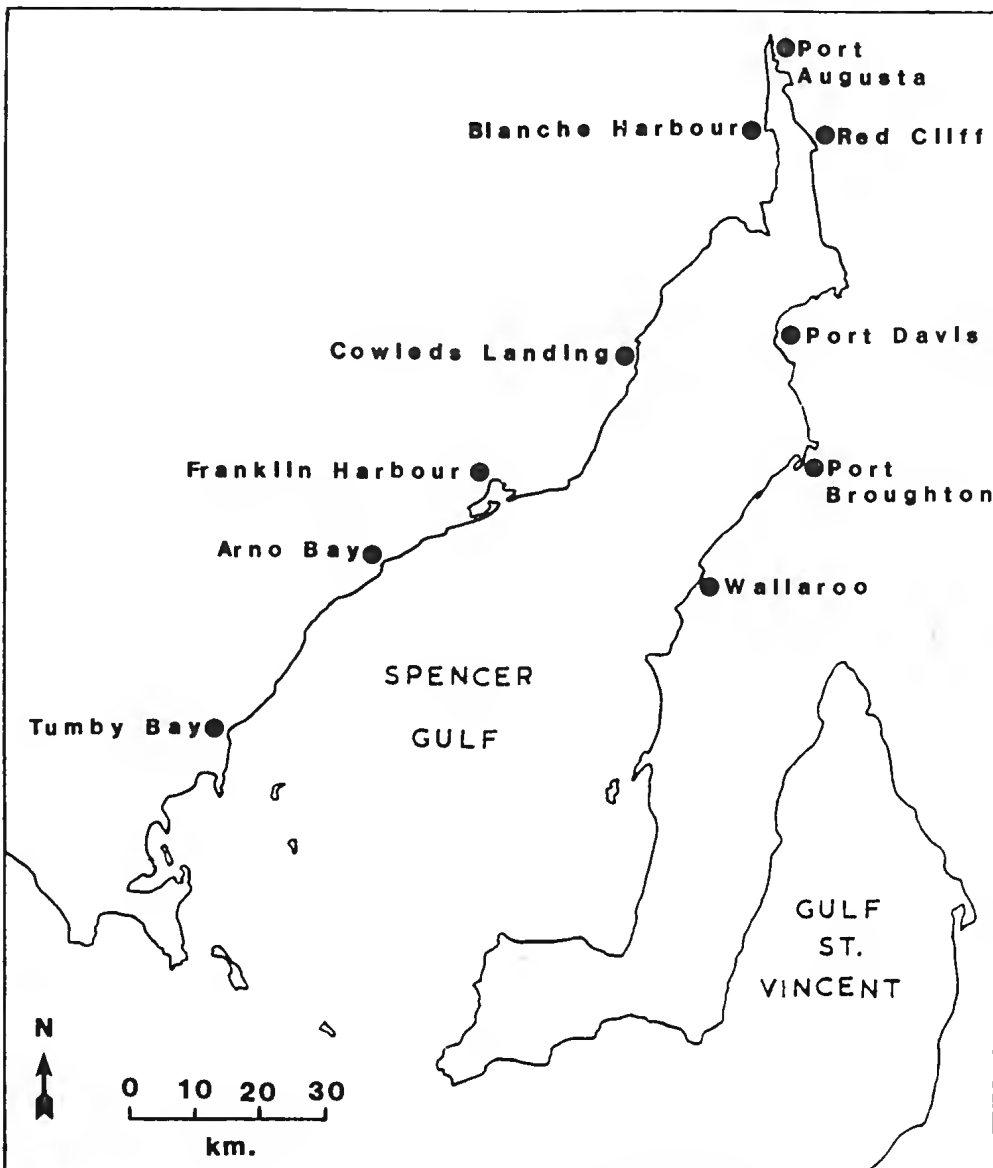 Port
Augusta
Blanche Harbour
Red Cliff
Port Davis
Cowleds Landing
Franklin Harbour
Port
Broughton
Arno Bay
Wallaroo
SPENCER
GULF
Tumby Bay
GULF
ST.
VINCENT
N
0 10 20 30
km.